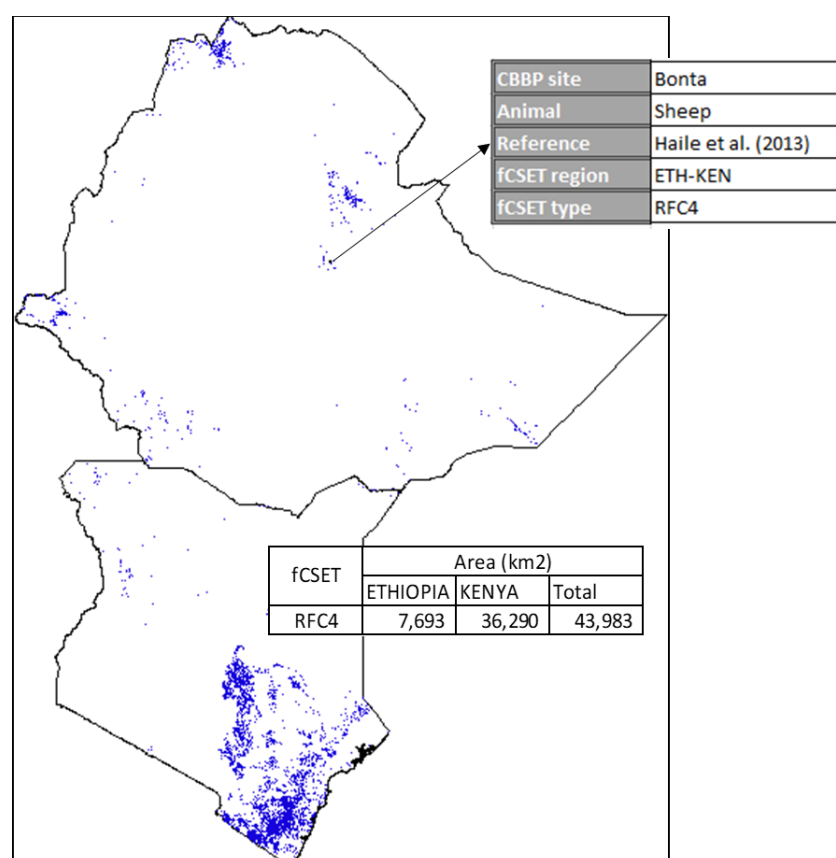 CBBP site Bonta
Animal Sheep
Reference Haile et al. (2013)
fCSET region ETH-KEN
fCSET type RFC4
fCSET Area (km2)
ETHIOPIA KENYA Total
RFC4 7,693 36,290 43,983